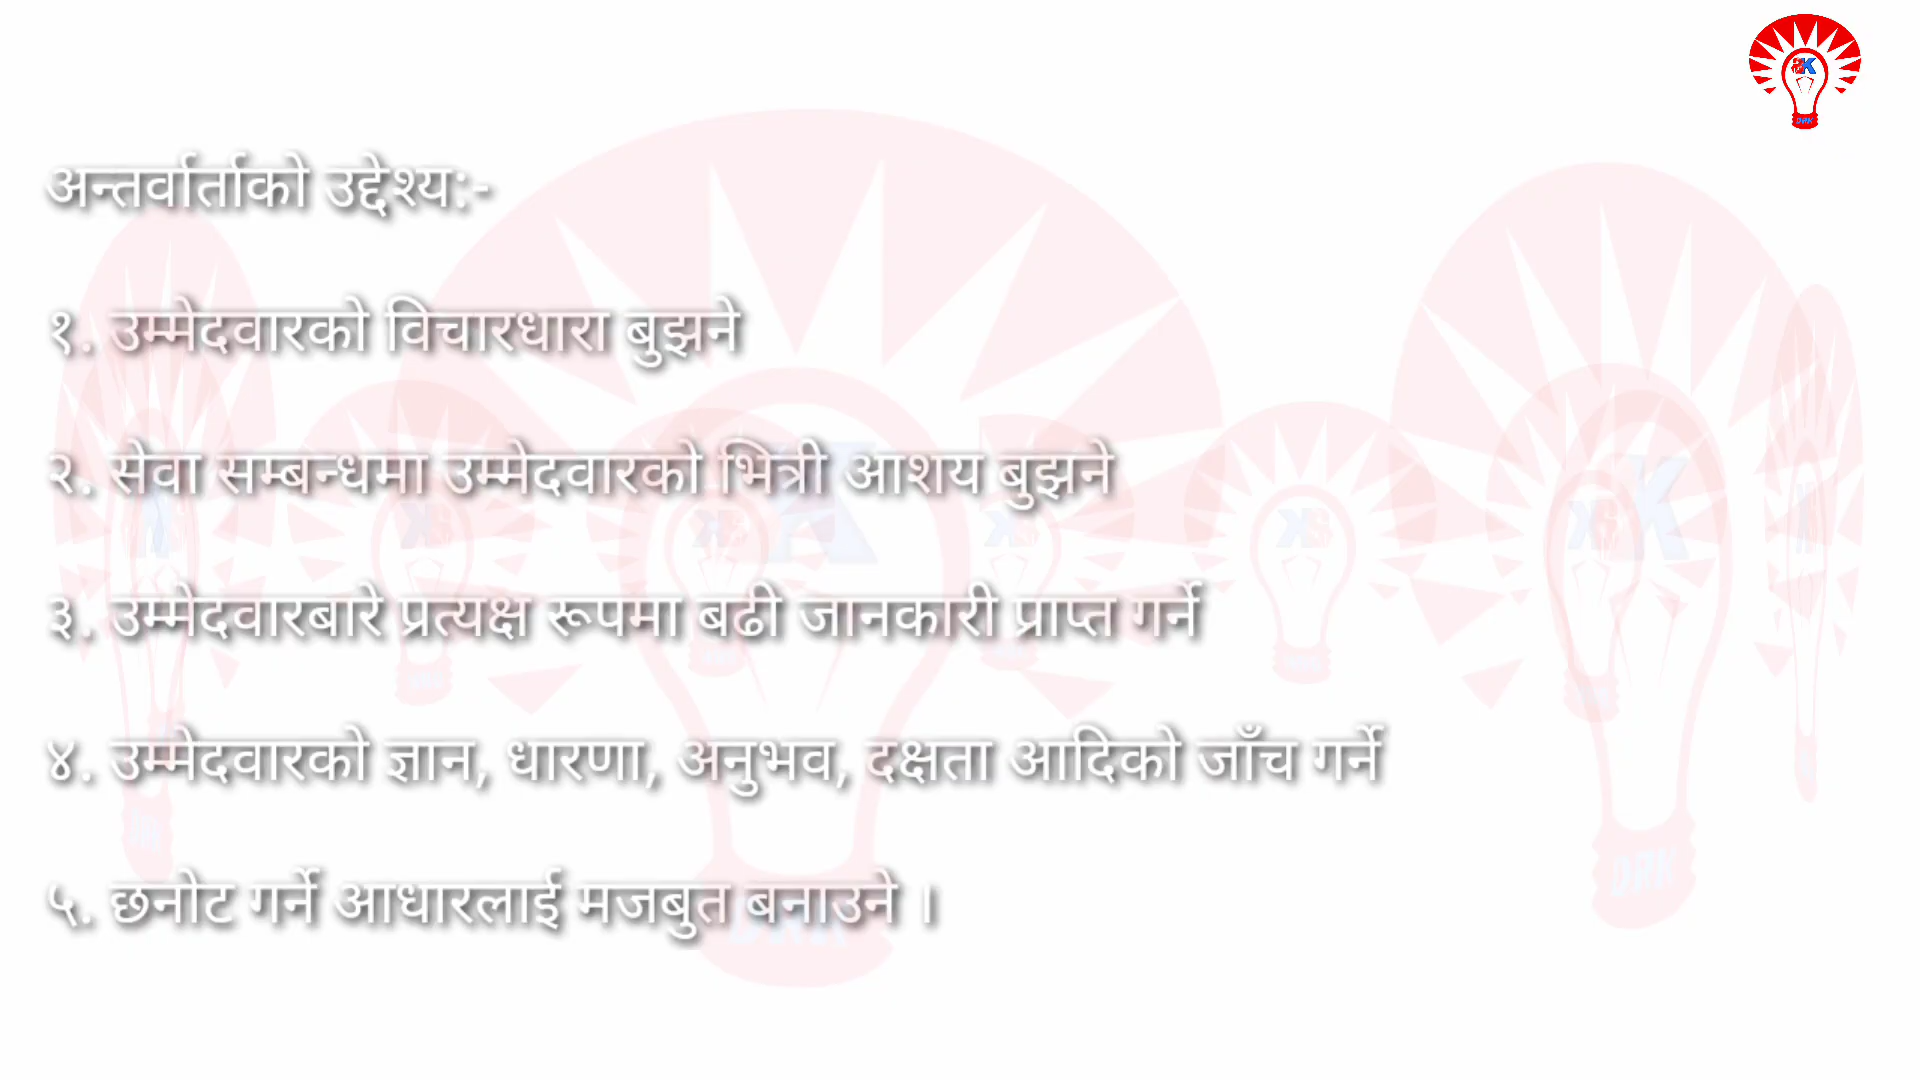 अन्तर्वार्ताको उद्देश्य:-
१. उम्मेदवारको विचारधारा बुझने
२. सेवा सम्बन्धमा उम्मेदवारको भित्री आशय बुझने
३. उम्मेदवारबारे प्रत्यक्ष रूपमा बढी जानकारी प्राप्त गर्ने
४. उम्मेदवारको ज्ञान, धारणा, अनुभव, दक्षता आदिको जाँच गर्ने
५. छनोट गर्ने आधारलाई मजबुत बनाउने ।